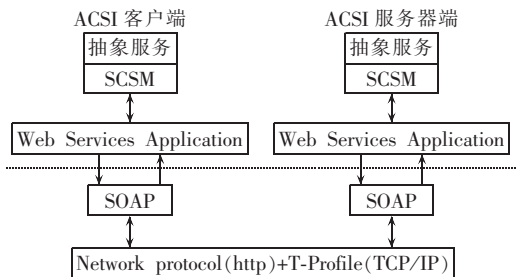 ACSI 客户端 ACSI 服务器端
抽象服务 抽象服务
SCSM SCSM
Web Services Application Web Services Application
SOAP SOAP
Network protocol(http)+T-Profile(TCP/IP)